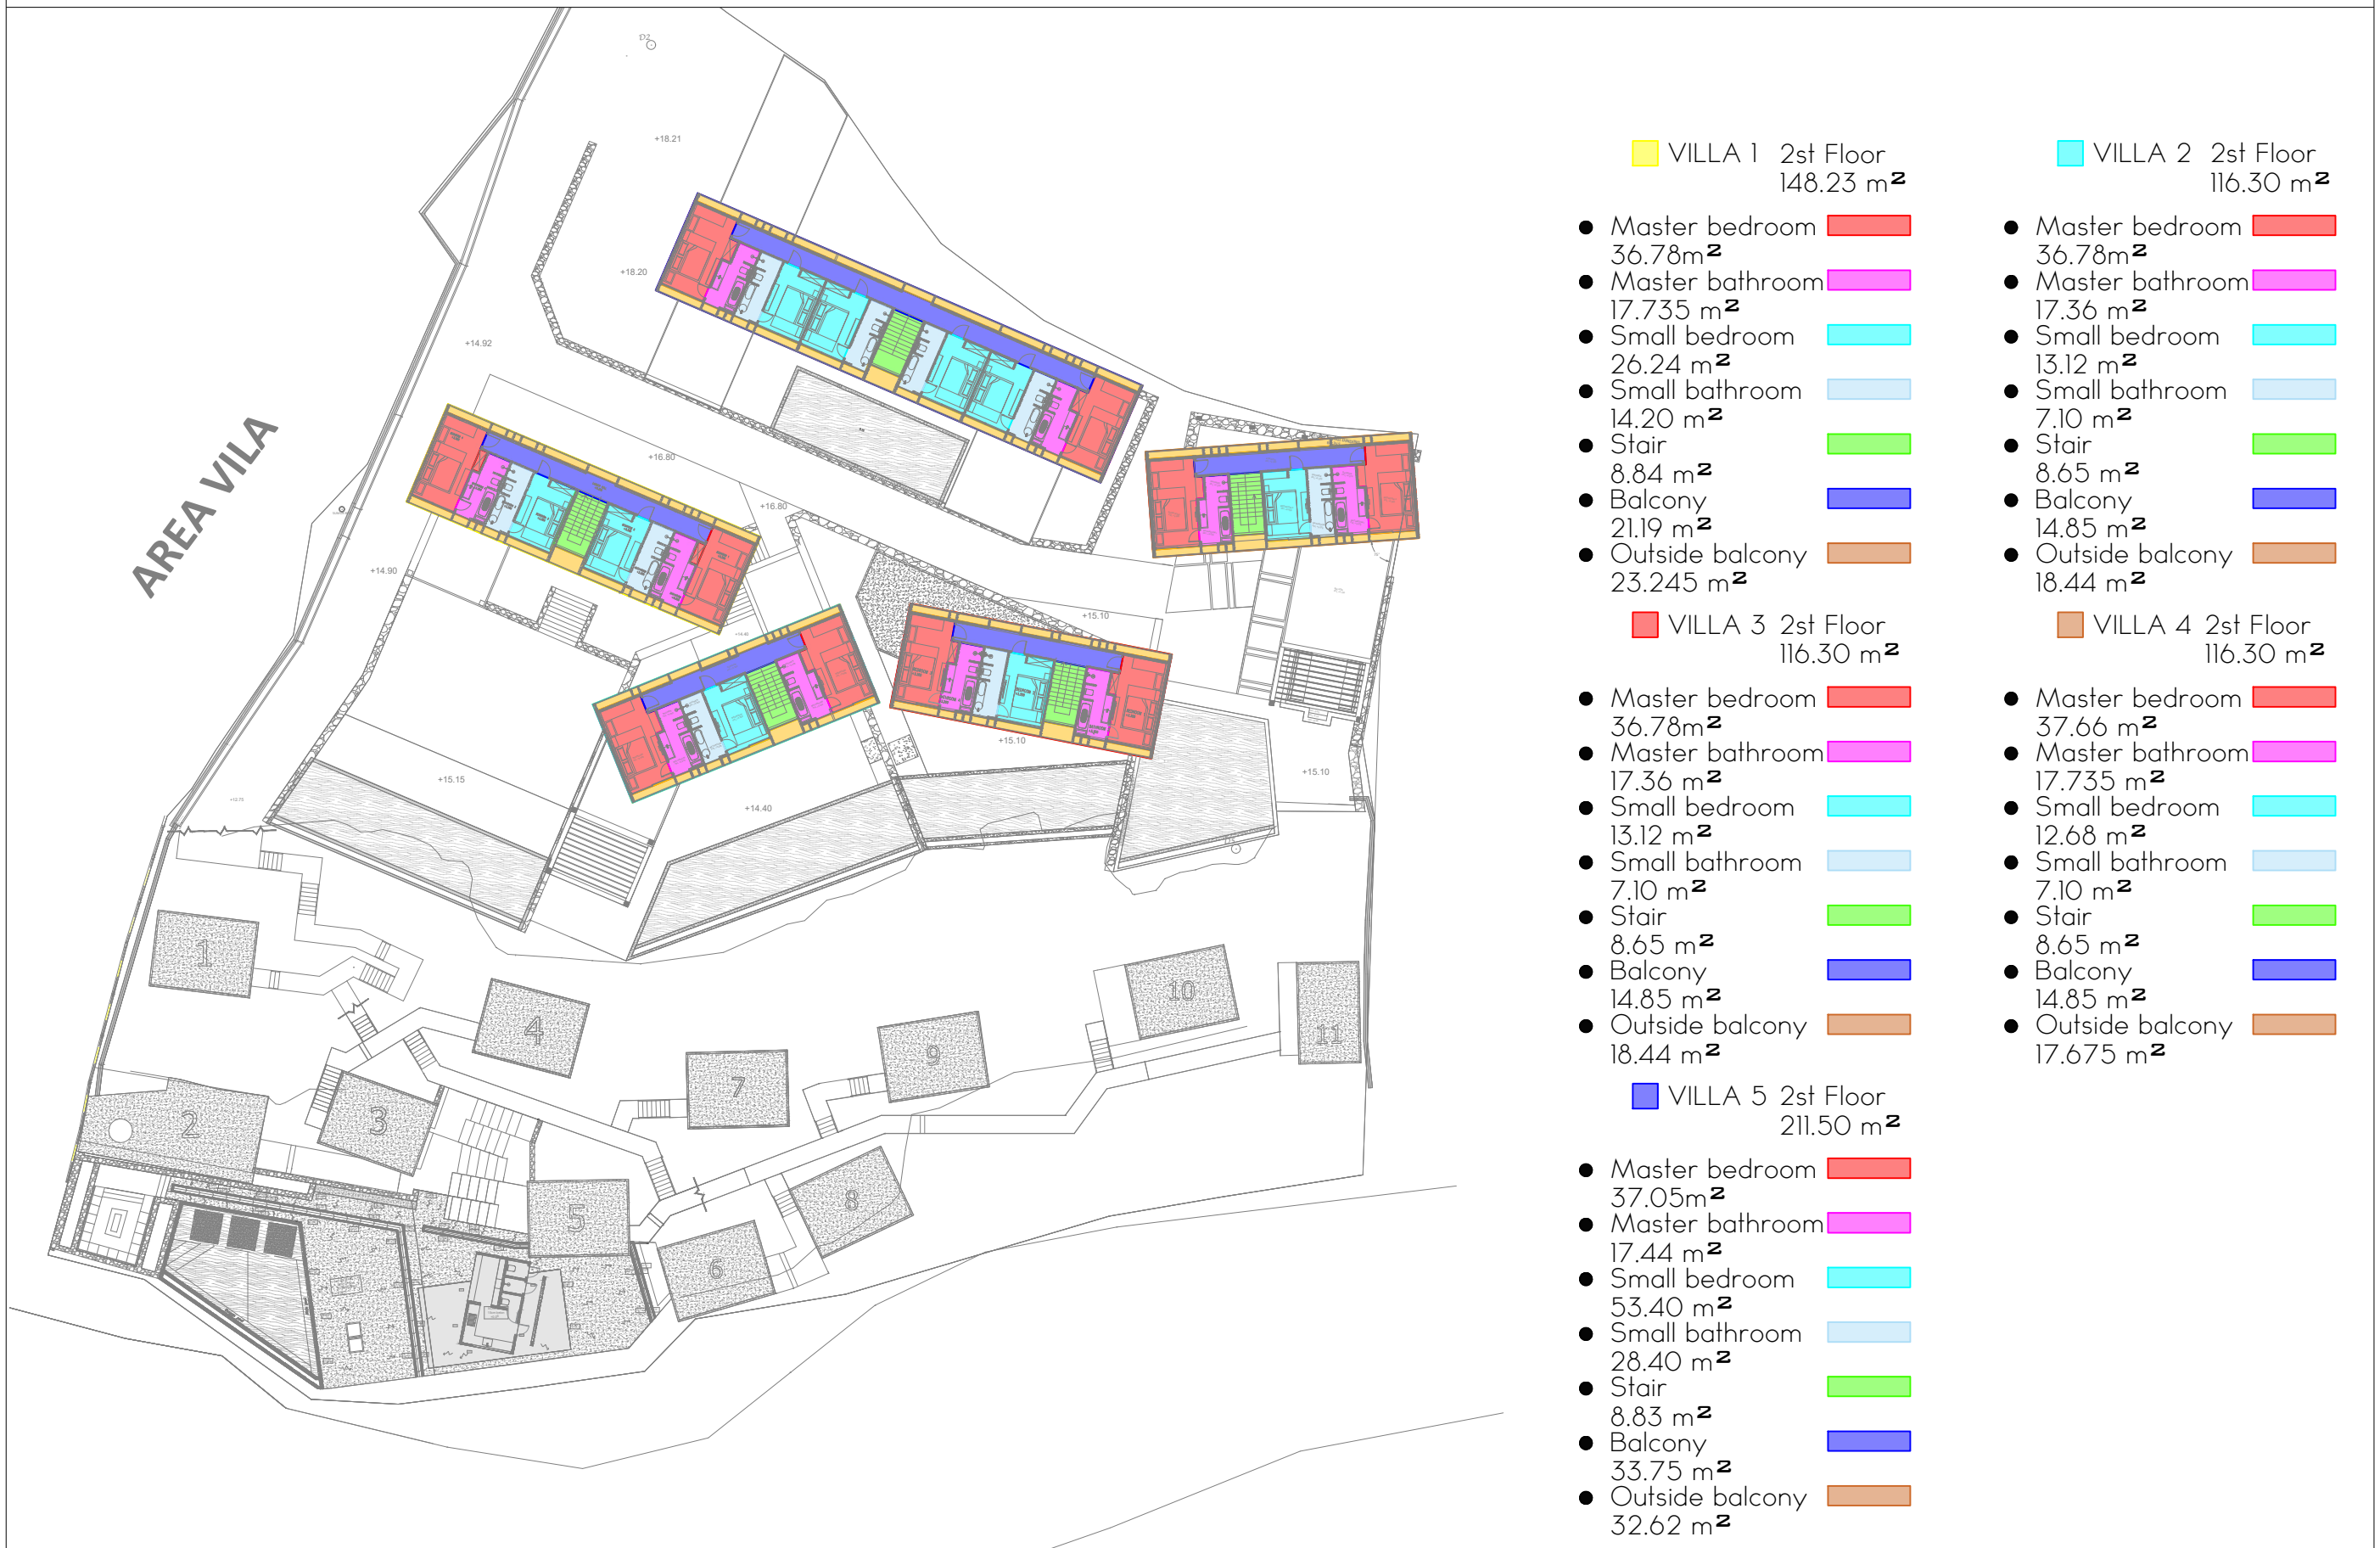 D2
+18.21
+18.20
+14.92
+16.80
+16.80
+14.90
+14.40
+15.10
+15.10
+15.15
+14.40
+15.10
+12.70
AREA VILA
1
2
3
4
5
6
7
8
9
10
11
VILLA 1 2st Floor
148.23 m²
Master bedroom
36.78m²
Master bathroom
17.735 m²
Small bedroom
26.24 m²
Small bathroom
14.20 m²
Stair
8.84 m²
Balcony
21.19 m²
Outside balcony
23.245 m²
VILLA 2 2st Floor
116.30 m²
Master bedroom
36.78m²
Master bathroom
17.36 m²
Small bedroom
13.12 m²
Small bathroom
7.10 m²
Stair
8.65 m²
Balcony
14.85 m²
Outside balcony
18.44 m²
VILLA 3 2st Floor
116.30 m²
Master bedroom
36.78m²
Master bathroom
17.36 m²
Small bedroom
13.12 m²
Small bathroom
7.10 m²
Stair
8.65 m²
Balcony
14.85 m²
Outside balcony
18.44 m²
VILLA 4 2st Floor
116.30 m²
Master bedroom
37.66 m²
Master bathroom
17.735 m²
Small bedroom
12.68 m²
Small bathroom
7.10 m²
Stair
8.65 m²
Balcony
14.85 m²
Outside balcony
17.675 m²
VILLA 5 2st Floor
211.50 m²
Master bedroom
37.05m²
Master bathroom
17.44 m²
Small bedroom
53.40 m²
Small bathroom
28.40 m²
Stair
8.83 m²
Balcony
33.75 m²
Outside balcony
32.62 m²